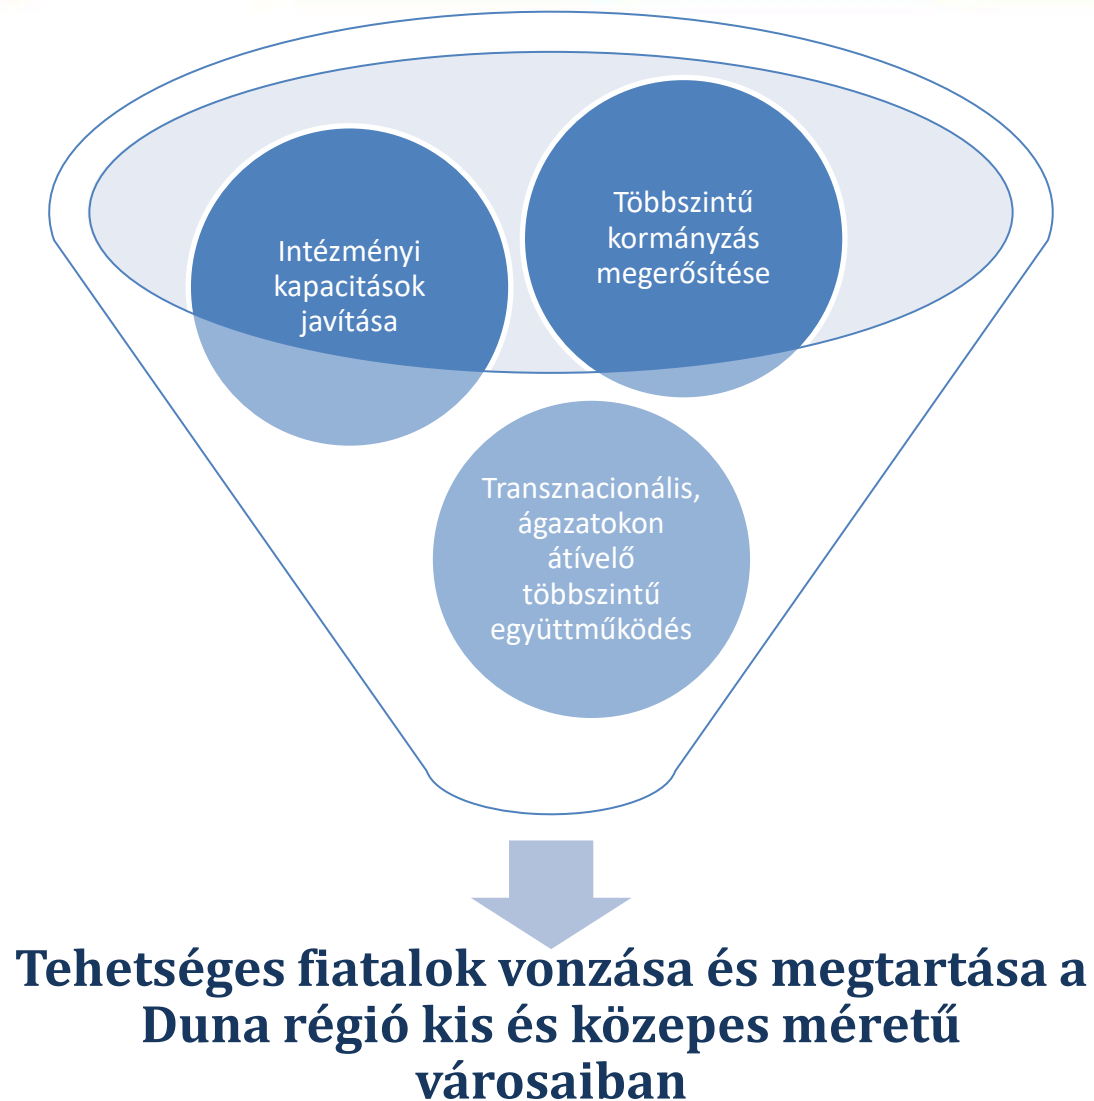 Intézményi
kapacitások
javítása
Többszintű
kormányzás
megerősítése
Transznacionális,
ágazatokon
átívelő
többszintű
együttműködés
Tehetséges fiatalok vonzása és megtartása a
Duna régió kis és közepes méretű
városaiban